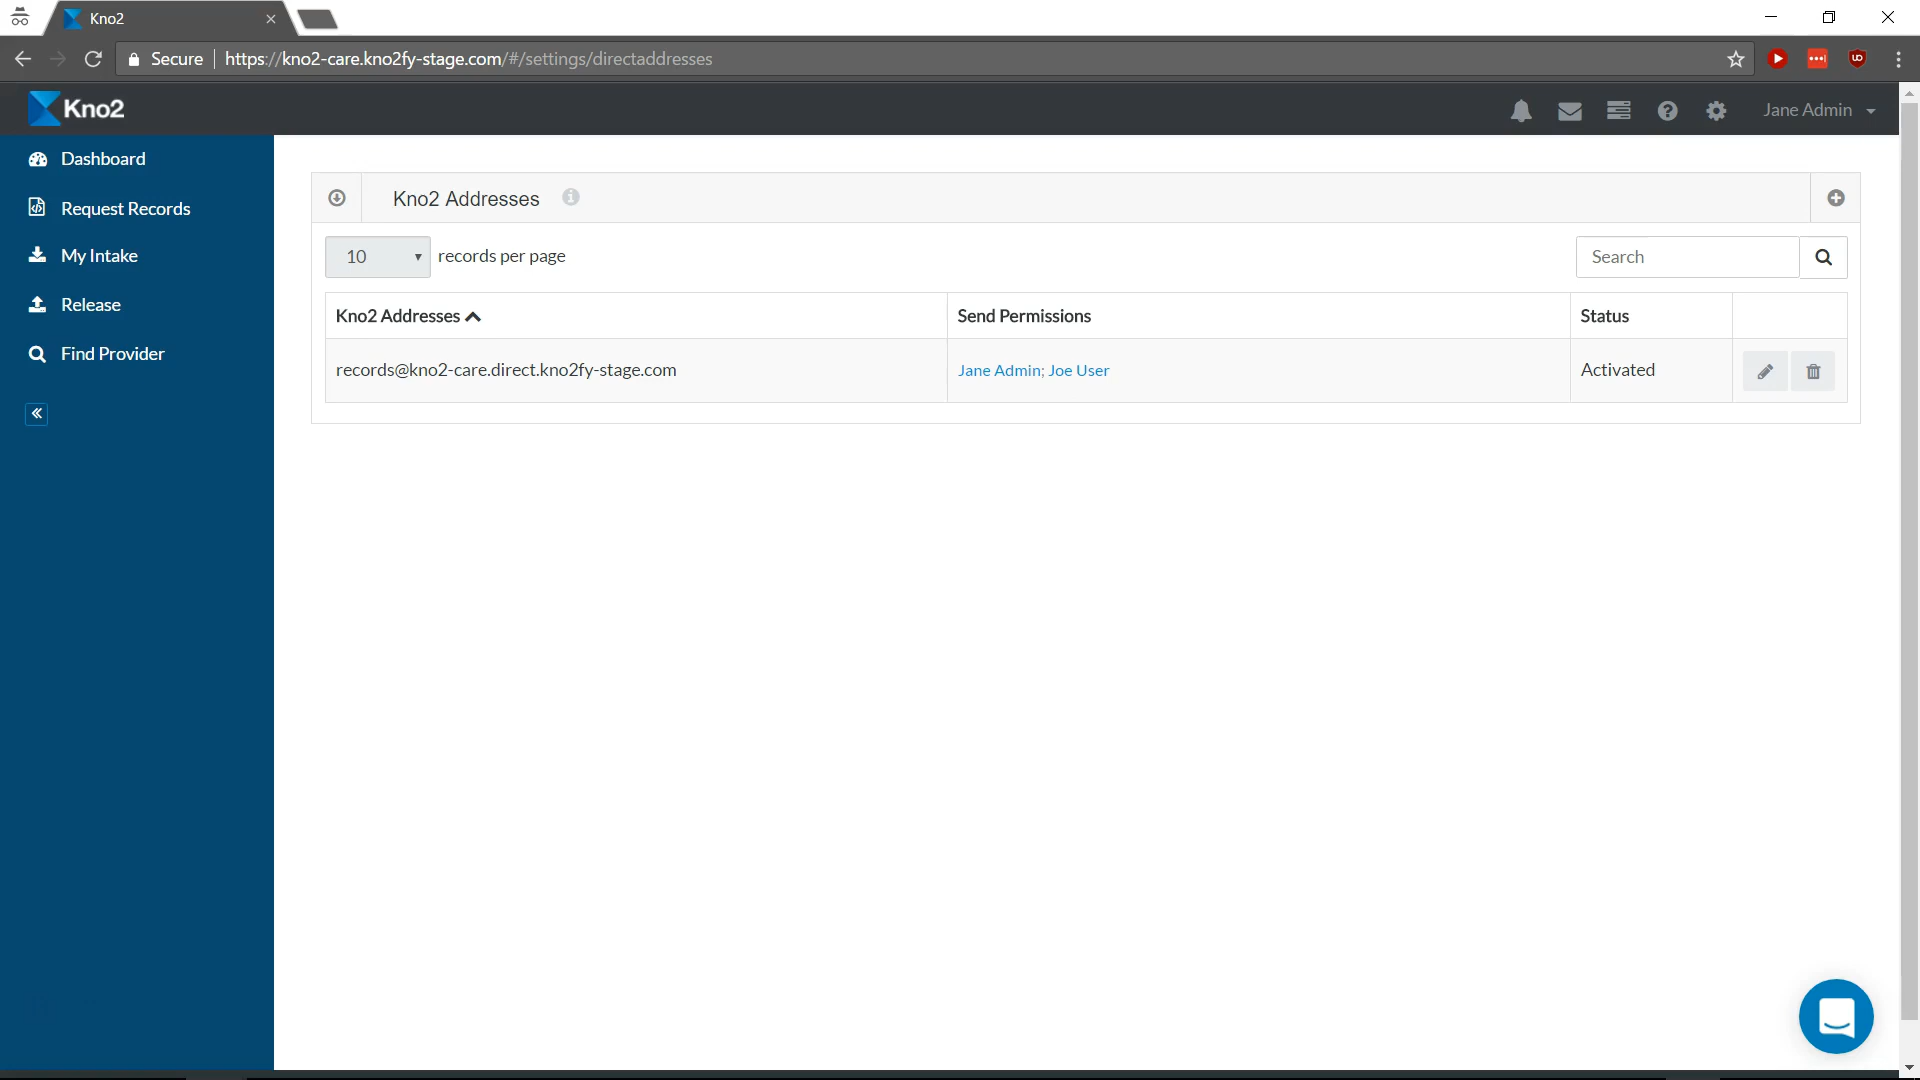 Kno2
Secure https://kno2-care.kno2fy-stage.com/#/settings/directaddresses
Kno2
Jane Admin
Dashboard
Request Records
My Intake
Release
Find Provider
Kno2 Addresses
10 records per page
Search
Kno2 Addresses Send Permissions Status
records@kno2-care.direct.kno2fy-stage.com Jane Admin; Joe User Activated